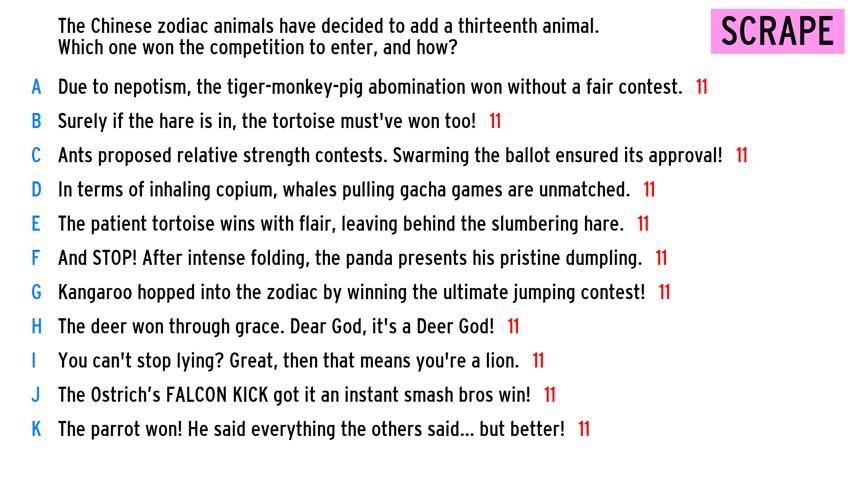 The Chinese zodiac animals have decided to add a thirteenth animal.
Which one won the competition to enter, and how?
SCRAPE
A Due to nepotism, the tiger-monkey-pig abomination won without a fair contest. 11
B Surely if the hare is in, the tortoise must've won too! 11
C Ants proposed relative strength contests. Swarming the ballot ensured its approval! 11
D In terms of inhaling copium, whales pulling gacha games are unmatched. 11
E The patient tortoise wins with flair, leaving behind the slumbering hare. 11
F And STOP! After intense folding, the panda presents his pristine dumpling. 11
G Kangaroo hopped into the zodiac by winning the ultimate jumping contest! 11
H The deer won through grace. Dear God, it's a Deer God! 11
I You can't stop lying? Great, then that means you're a lion. 11
J The Ostrich’s FALCON KICK got it an instant smash bros win! 11
K The parrot won! He said everything the others said... but better! 11